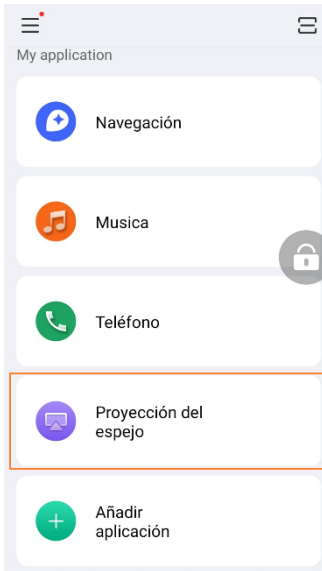 My application
Navegación
Musica
Teléfono
Proyección del
espejo
Añadir
aplicación